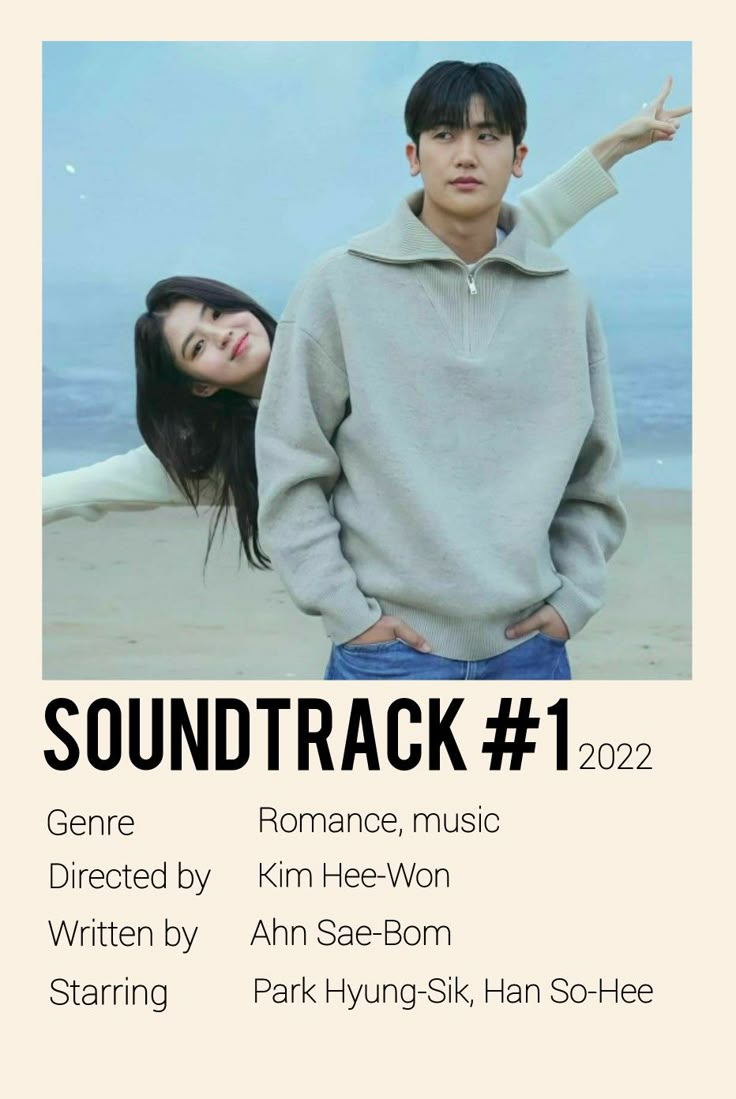 SOUNDTRACK #1 2022
Genre Romance, music
Directed by Kim Hee-Won
Written by Ahn Sae-Bom
Starring Park Hyung-Sik, Han So-Hee